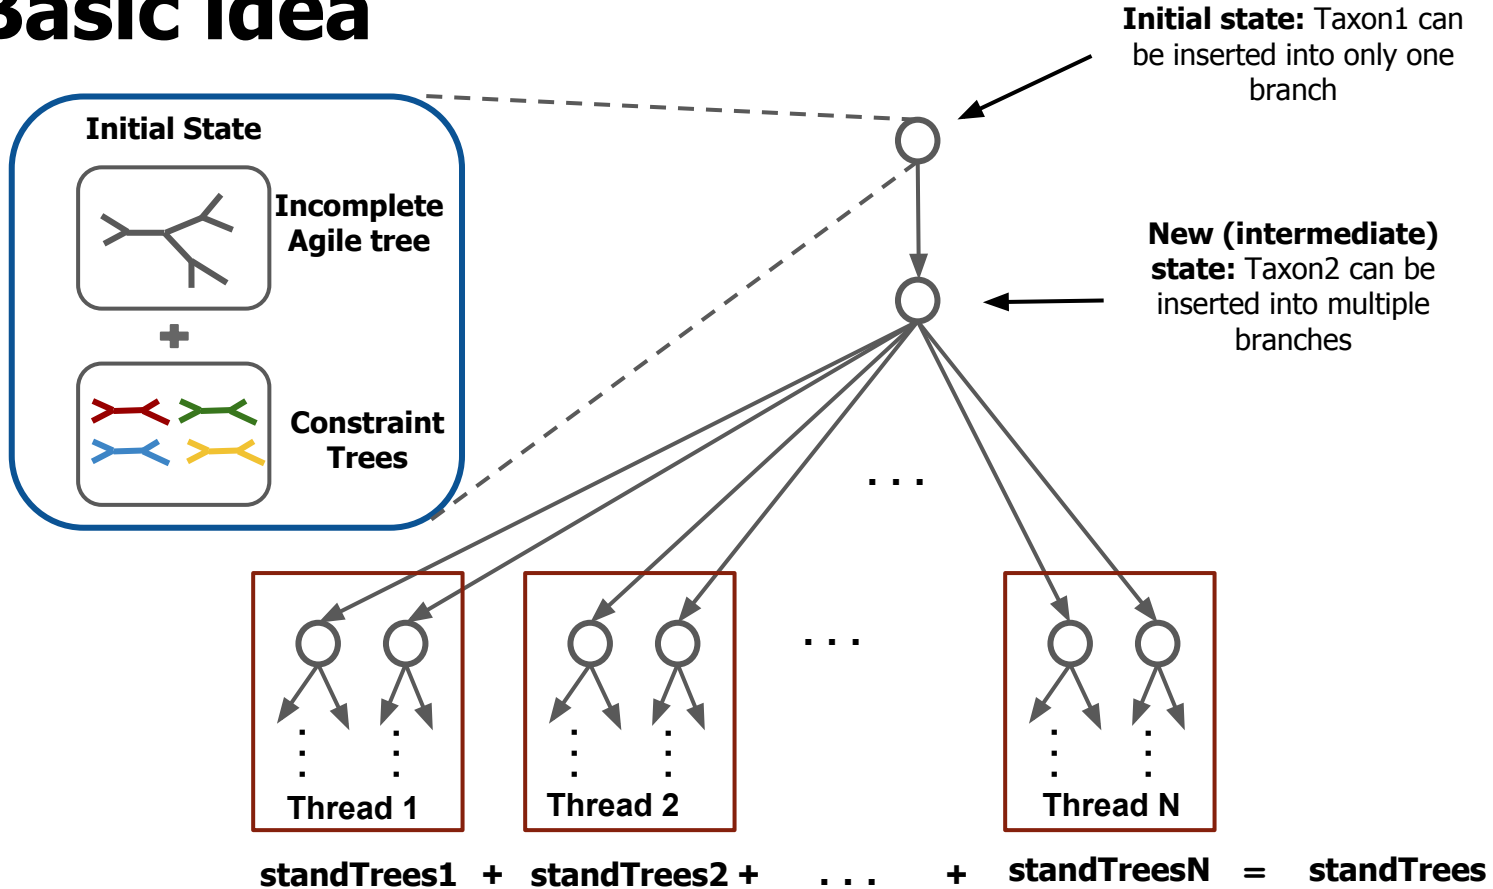 Basic idea
Initial state: Taxon1 can
be inserted into only one
branch
Initial State
Incomplete
Agile tree
New (intermediate)
state: Taxon2 can be
inserted into multiple
branches
+
Constraint
Trees
. . .
. . .
Thread 1
Thread 2
Thread N
standTrees1 + standTrees2 + . . . + standTreesN = standTrees